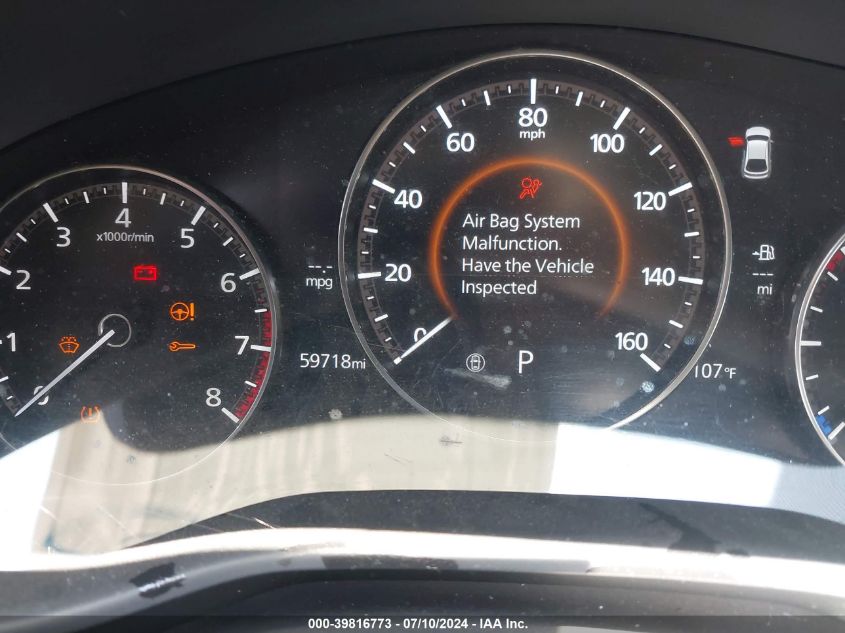 0
1
2
3
4
5
6
7
8
x1000r/min
--.-
mpg
59718mi
0
20
40
60
80
mph
100
120
140
160
Air Bag System
Malfunction.
Have the Vehicle
Inspected
P
---
mi
107°F
000-39816773 - 07/10/2024 - IAA Inc.